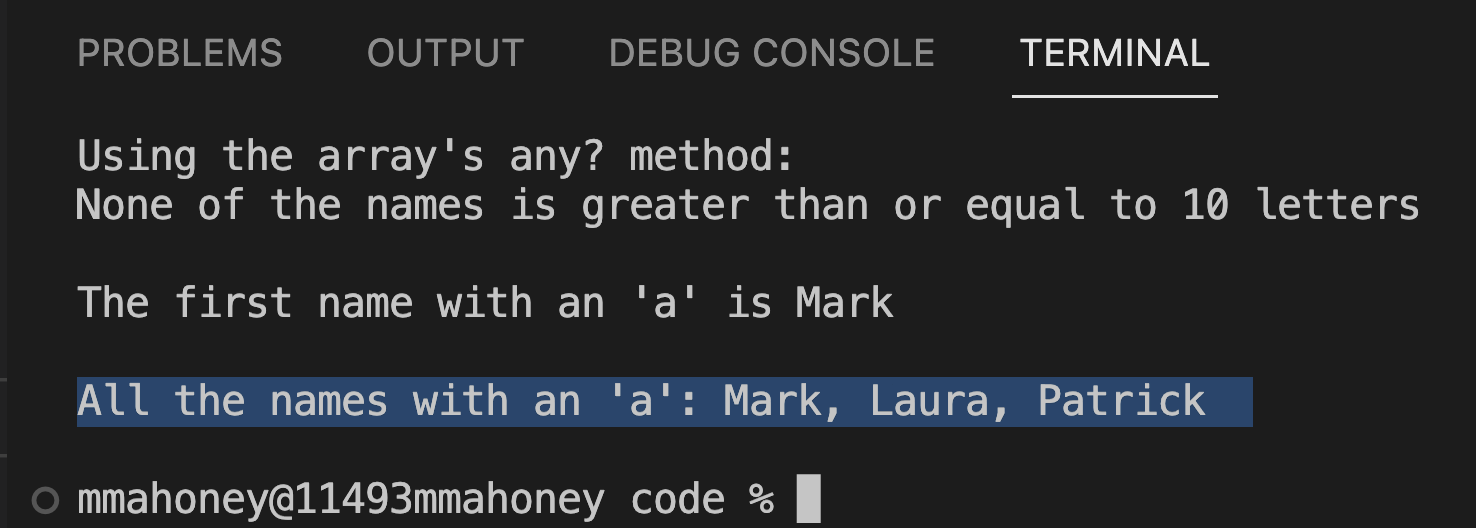 PROBLEMS OUTPUT DEBUG CONSOLE TERMINAL
Using the array's any? method:
None of the names is greater than or equal to 10 letters
The first name with an 'a' is Mark
All the names with an 'a': Mark, Laura, Patrick
mmahoney@11493mmahoney code %